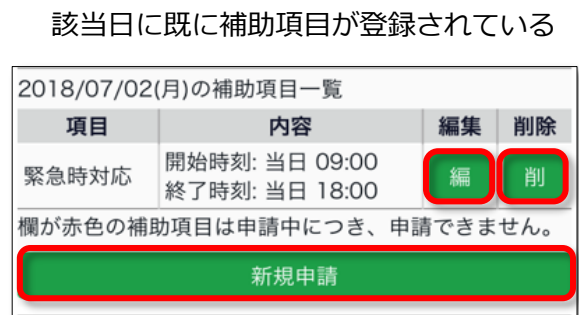 該当日に既に補助項目が登録されている
2018/07/02(月)の補助項目一覧
項目 内容 編集 削除
緊急時対応 開始時刻: 当日 09:00 編 削
終了時刻: 当日 18:00
欄が赤色の補助項目は申請中につき、申請できません。
新規申請